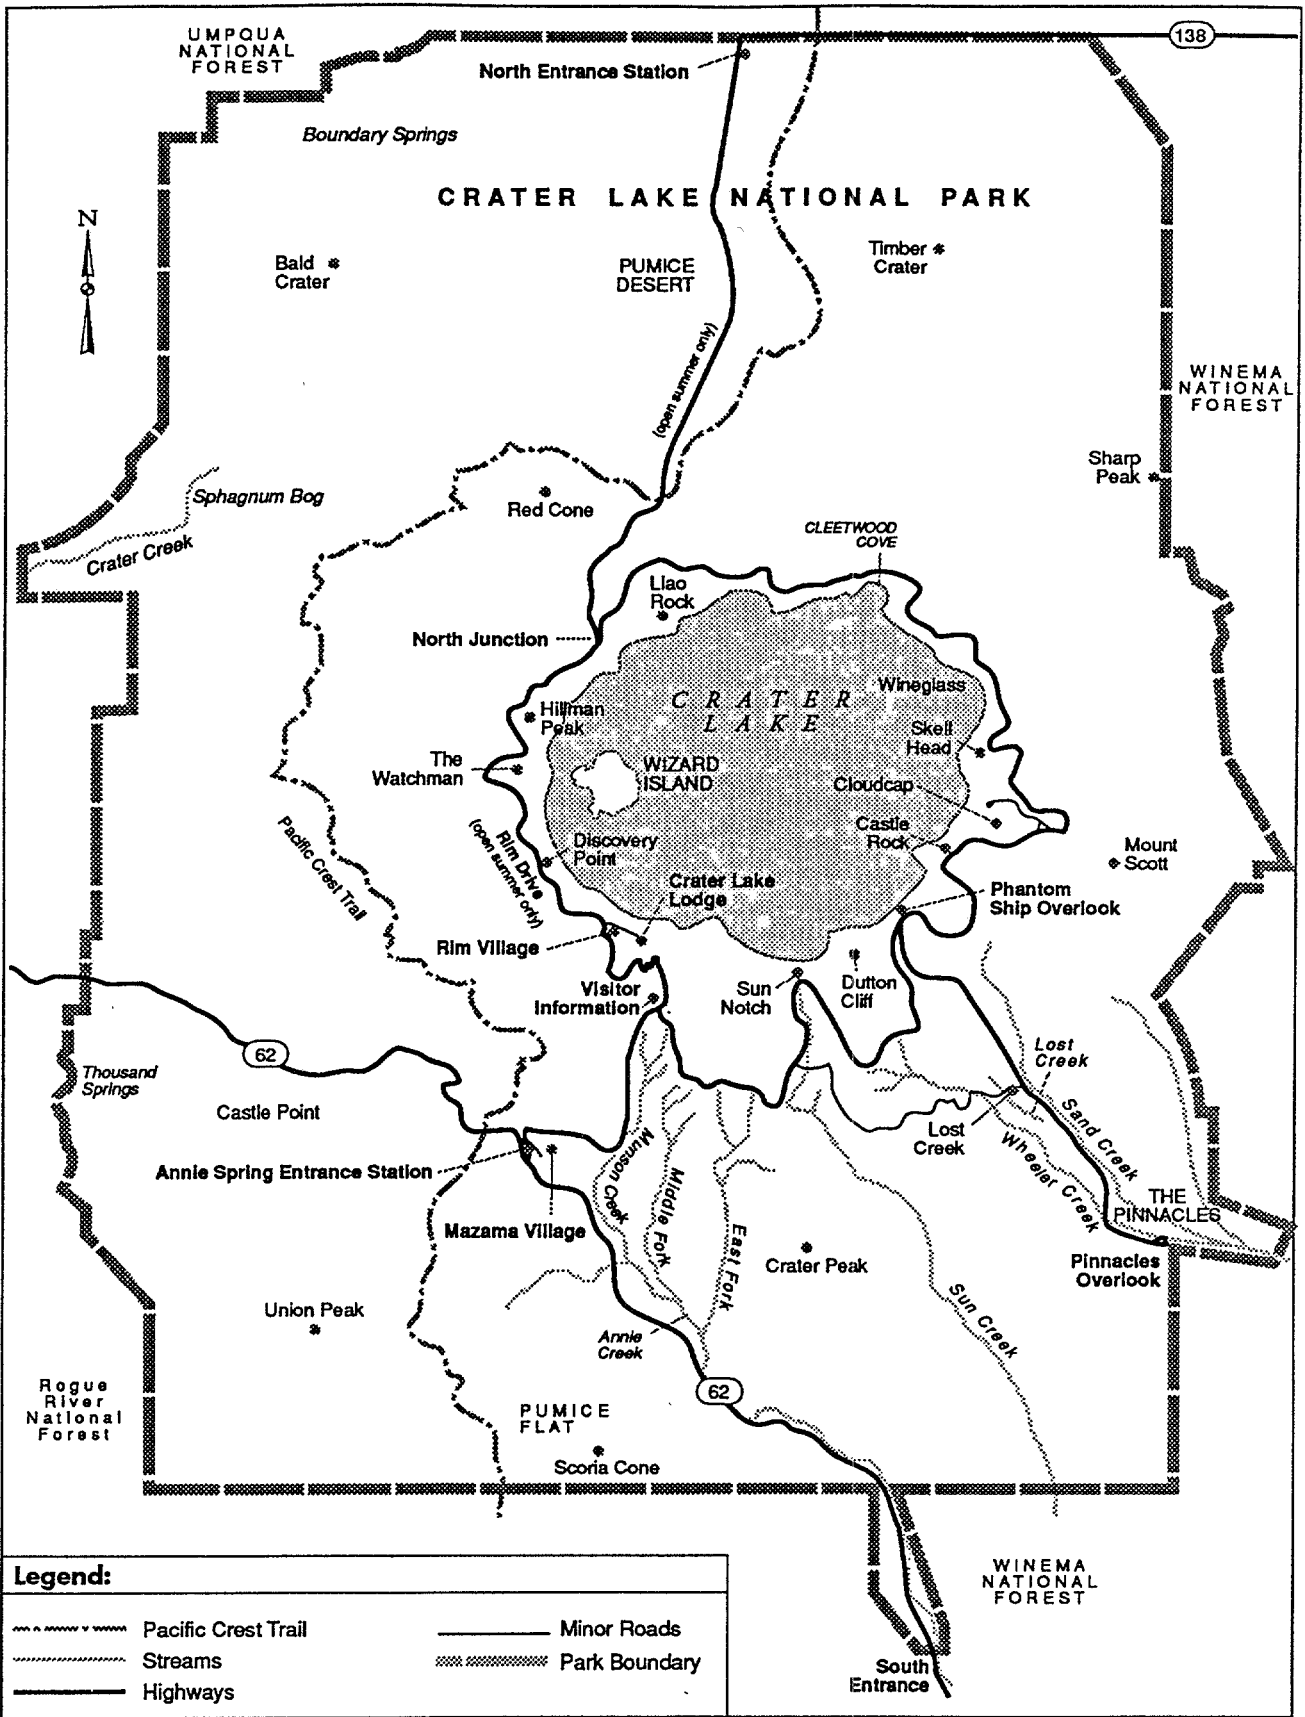 UMPQUA
NATIONAL
FOREST
138
North Entrance Station
Boundary Springs
CRATER LAKE NATIONAL PARK
N
Bald
Crater
PUMICE
DESERT
Timber
Crater
(open summer only)
WINEMA
NATIONAL
FOREST
Sharp
Peak
Sphagnum Bog
Red Cone
Crater Creek
CLEETWOOD
COVE
Llao
Rock
North Junction
CRATER
LAKE
Wineglass
Hillman
Peak
Skell
Head
The
Watchman
WIZARD
ISLAND
Cloudcap
Pacific Crest Trail
Rim Drive
(open summer only)
Discovery
Point
Castle
Rock
Mount
Scott
Crater Lake
Lodge
Phantom
Ship Overlook
Rim Village
Visitor
Information
Sun
Notch
Dutton
Cliff
62
Lost
Creek
Thousand
Springs
Castle Point
Sand Creek
Lost
Creek
Wheeler Creek
Annie Spring Entrance Station
Munson Creek
Middle Fork
THE
PINNACLES
Mazama Village
East Fork
Crater Peak
Pinnacles
Overlook
Union Peak
Sun Creek
Annie
Creek
Rogue
River
National
Forest
62
PUMICE
FLAT
Scoria Cone
WINEMA
NATIONAL
FOREST
South
Entrance
Legend:
Pacific Crest Trail
Streams
Highways
Minor Roads
Park Boundary